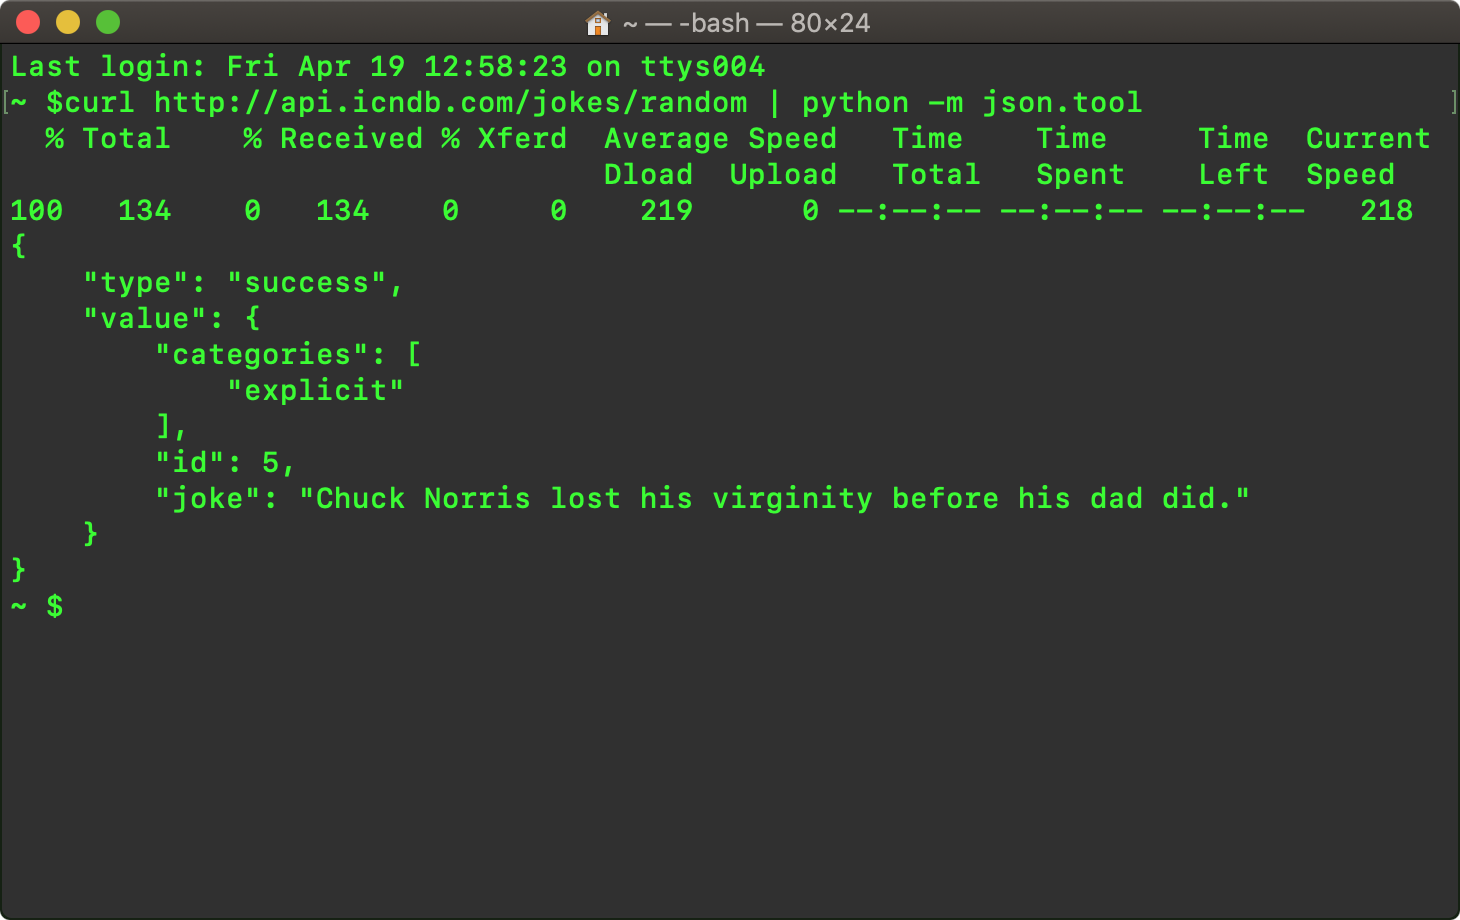 ~ — -bash — 80×24
Last login: Fri Apr 19 12:58:23 on ttys004
[~ $curl http://api.icndb.com/jokes/random | python -m json.tool ]
  % Total    % Received % Xferd  Average Speed   Time    Time     Time  Current
                                 Dload  Upload   Total   Spent    Left  Speed
100   134    0   134    0     0    219      0 --:--:-- --:--:-- --:--:--   218
{
    "type": "success",
    "value": {
        "categories": [
            "explicit"
        ],
        "id": 5,
        "joke": "Chuck Norris lost his virginity before his dad did."
    }
}
~ $